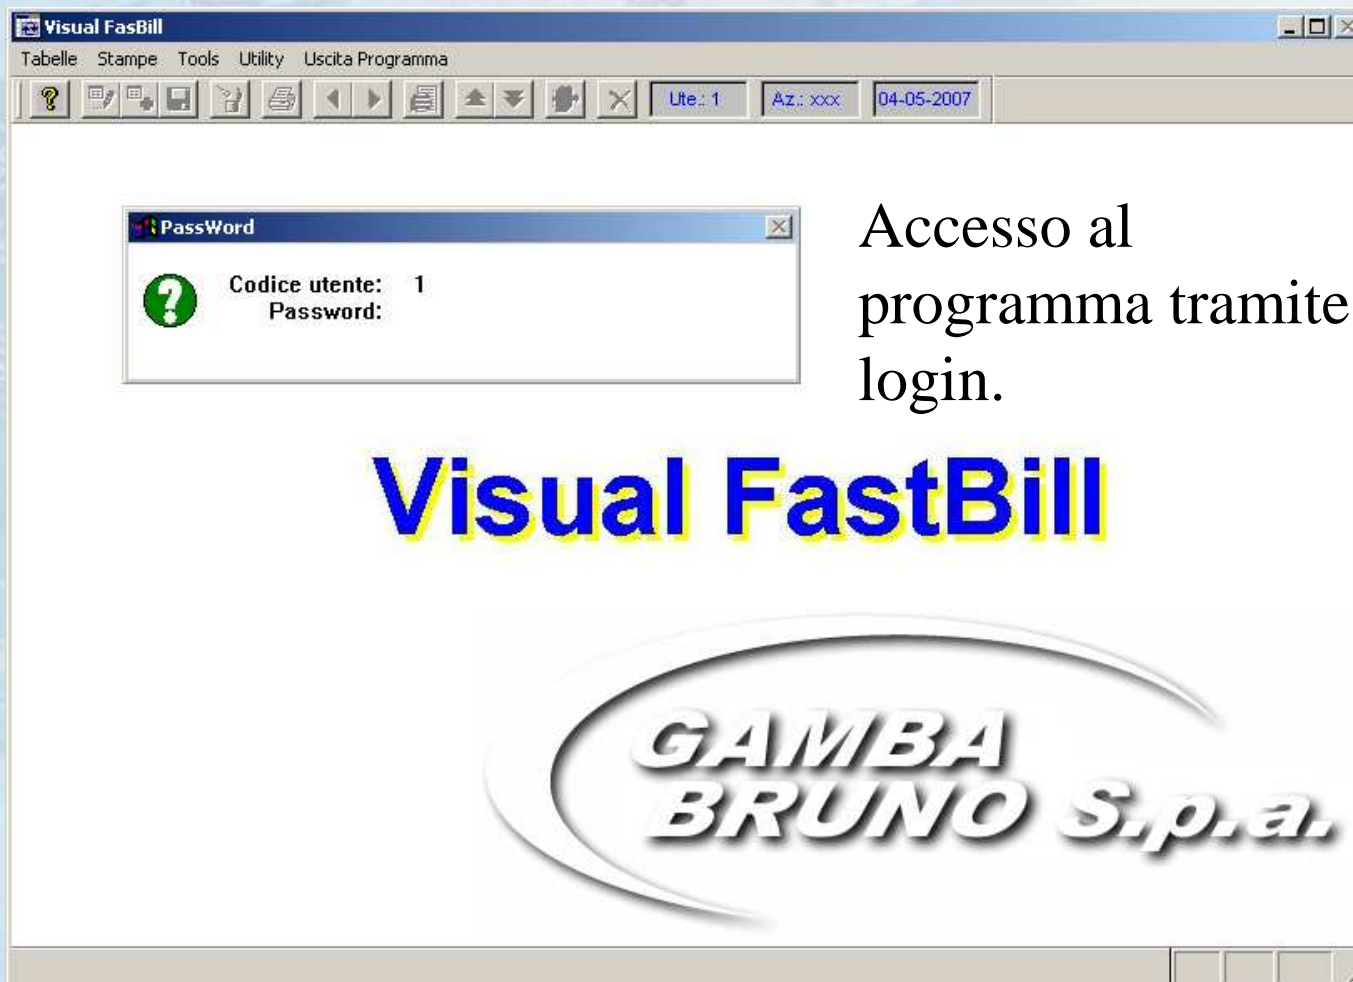 Visual FasBill
Tabelle Stampe Tools Utility Uscita Programma
Ute.: 1 Az.: xxx 04-05-2007
PassWord
Codice utente: 1
Password:
Accesso al
programma tramite
login.
Visual FastBill
GAMBA
BRUNO S.p.a.